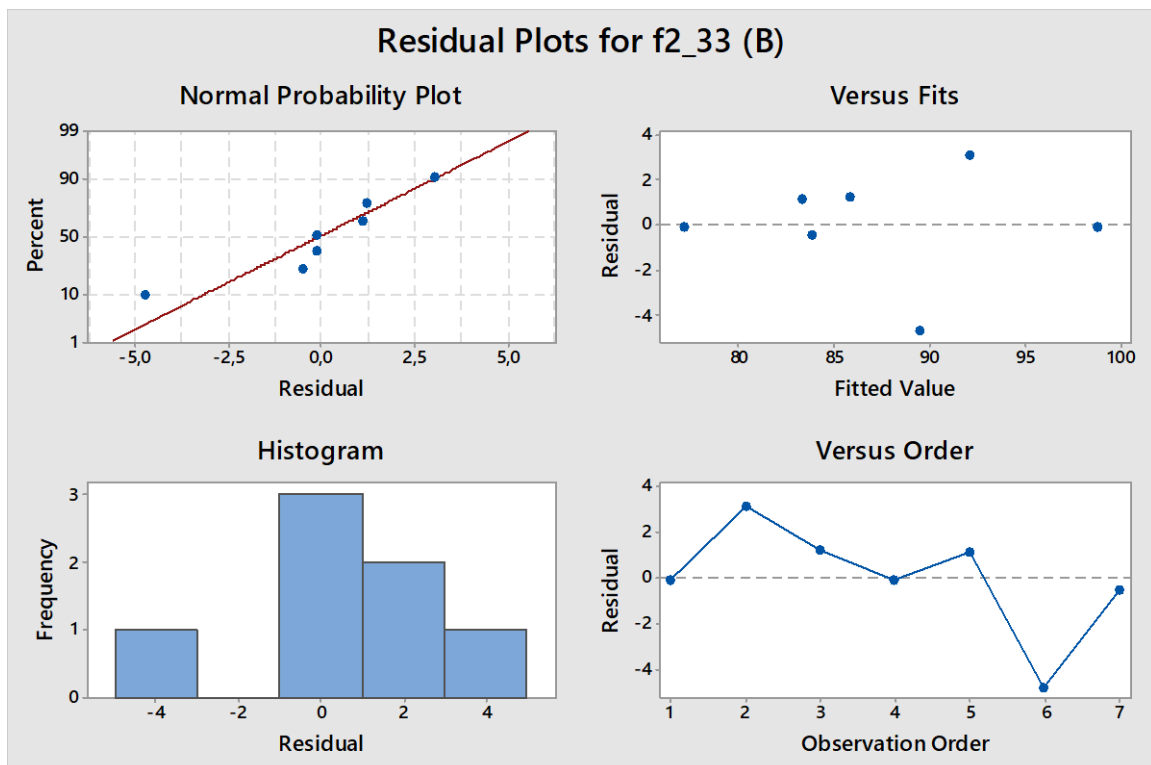 Residual Plots for f2_33 (B)
Normal Probability Plot
99
90
50
10
1
Percent
-5,0 -2,5 0,0 2,5 5,0
Residual
Versus Fits
4
2
0
-2
-4
Residual
80 85 90 95 100
Fitted Value
Histogram
3
2
1
0
Frequency
-4 -2 0 2 4
Residual
Versus Order
4
2
0
-2
-4
Residual
1 2 3 4 5 6 7
Observation Order